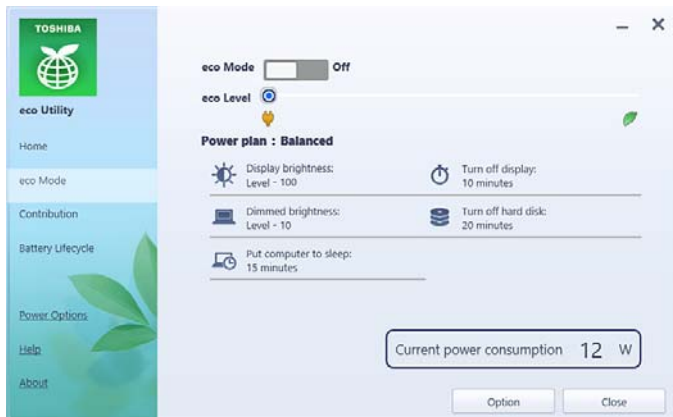 TOSHIBA
eco Utility
Home
eco Mode
Contribution
Battery Lifecycle
Power Options
Help
About
eco Mode Off
eco Level
Power plan : Balanced
Display brightness:
Level - 100
Turn off display:
10 minutes
Dimmed brightness:
Level - 10
Turn off hard disk:
20 minutes
Put computer to sleep:
15 minutes
Current power consumption 12 W
Option
Close